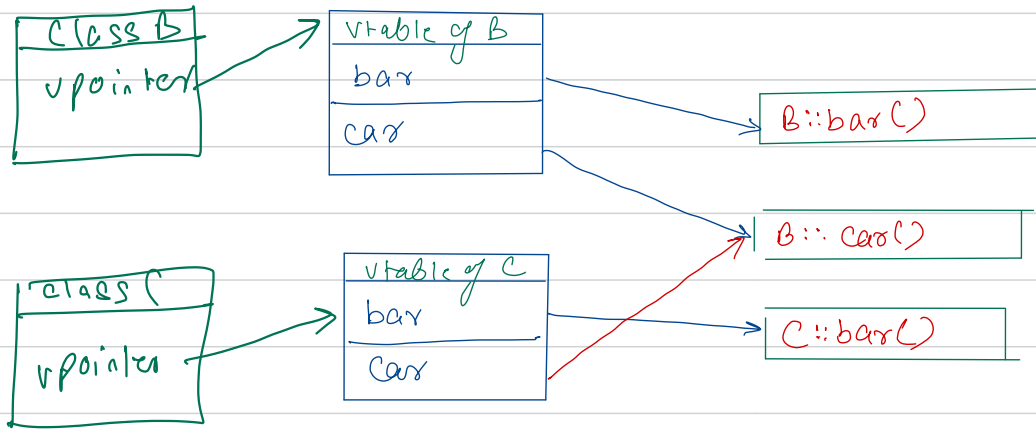 Class B
vpointer
vtable of B
bar
car
B::bar()
B::car()
class C
vpointer
vtable of C
bar
Car
C::bar()